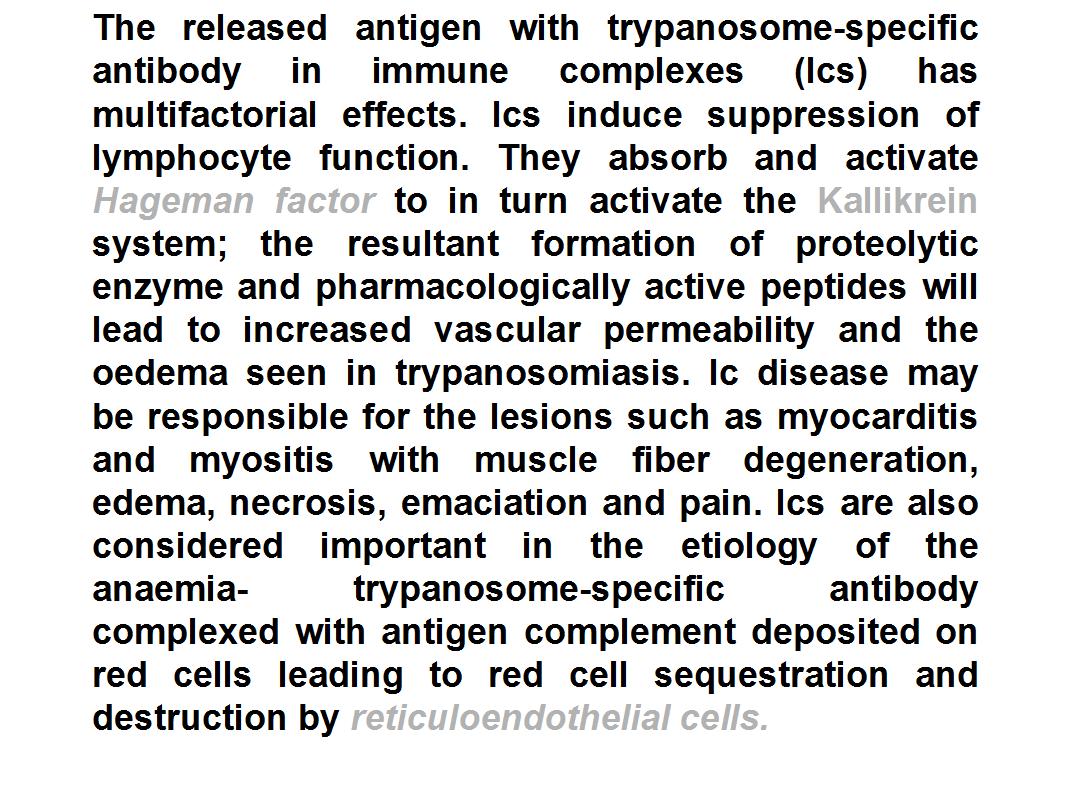 The released antigen with trypanosome-specific
antibody in immune complexes (Ics) has
multifactorial effects. Ics induce suppression of
lymphocyte function. They absorb and activate
Hageman factor to in turn activate the Kallikrein
system; the resultant formation of proteolytic
enzyme and pharmacologically active peptides will
lead to increased vascular permeability and the
oedema seen in trypanosomiasis. Ic disease may
be responsible for the lesions such as myocarditis
and myositis with muscle fiber degeneration,
edema, necrosis, emaciation and pain. Ics are also
considered important in the etiology of the
anaemia- trypanosome-specific antibody
complexed with antigen complement deposited on
red cells leading to red cell sequestration and
destruction by reticuloendothelial cells.